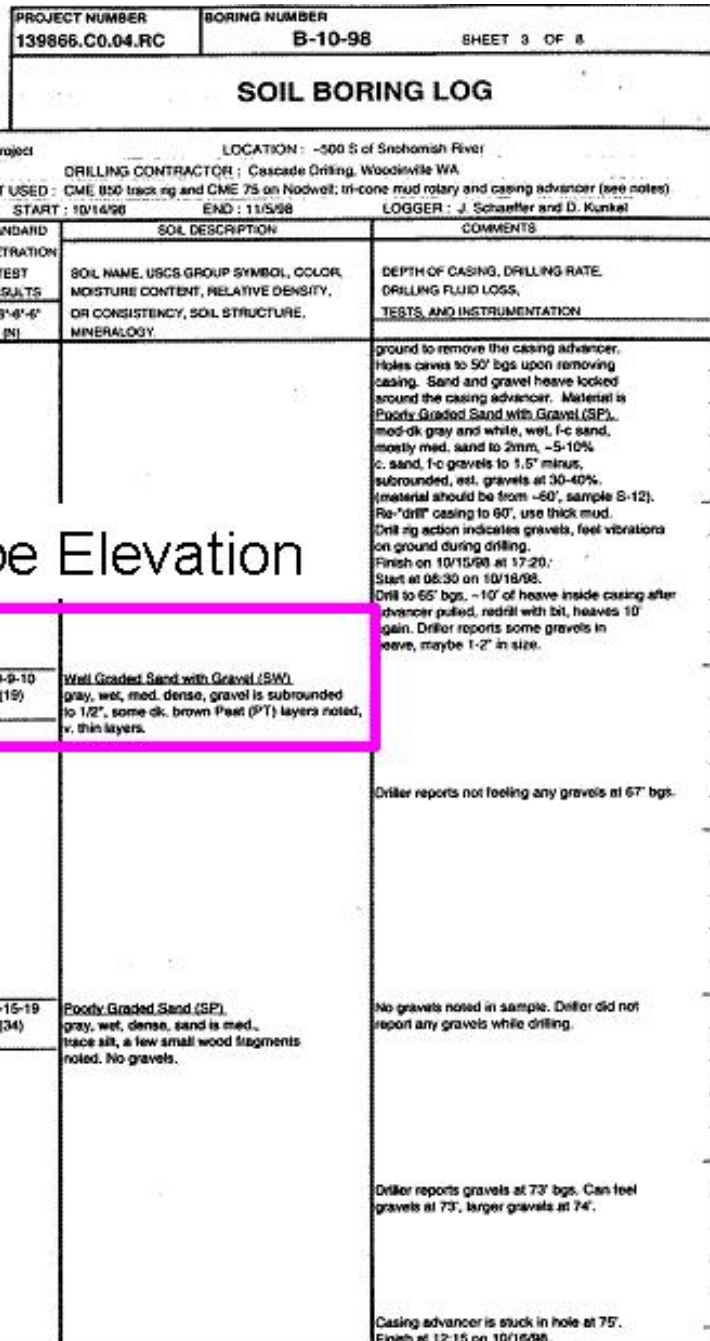 PROJECT NUMBER BORING NUMBER
139866.C0.04.RC B-10-98 SHEET 3 OF 8
SOIL BORING LOG
roject LOCATION : ~500 S of Snohomish River
DRILLING CONTRACTOR : Cascade Drilling, Woodinville WA
T USED : CME 850 track rig and CME 75 on Nodwell; tri-cone mud rotary and casing advancer (see notes)
START : 10/14/98 END : 11/5/98 LOGGER : J. Schaeffer and D. Kunkel
ANDARD SOIL DESCRIPTION COMMENTS
ETRATION
TEST SOIL NAME, USCS GROUP SYMBOL, COLOR, DEPTH OF CASING, DRILLING RATE,
SULTS MOISTURE CONTENT, RELATIVE DENSITY, DRILLING FLUID LOSS,
6"-6"-6" OR CONSISTENCY, SOIL STRUCTURE, TESTS, AND INSTRUMENTATION
(N) MINERALOGY.
ground to remove the casing advancer.
Holes caves to 50' bgs upon removing
casing. Sand and gravel heave locked
around the casing advancer. Material is
Poorly Graded Sand with Gravel (SP),
med-dk gray and white, wet, f-c sand,
mostly med. sand to 2mm, ~5-10%
c. sand, f-c gravels to 1.5" minus,
subrounded, est. gravels at 30-40%.
(material should be from ~60', sample S-12).
Re-"drill" casing to 60', use thick mud.
Drill rig action indicates gravels, feel vibrations
on ground during drilling.
Finish on 10/15/98 at 17:20.
Start at 08:30 on 10/16/98.
Drill to 65' bgs, ~10' of heave inside casing after
advancer pulled, redrill with bit, heaves 10'
again. Driller reports some gravels in
heave, maybe 1-2" in size.
be Elevation
-9-10 Well Graded Sand with Gravel (SW)
(19) gray, wet, med. dense, gravel is subrounded
to 1/2", some dk. brown Peat (PT) layers noted,
v. thin layers.
Driller reports not feeling any gravels at 67' bgs.
-15-19 Poorly Graded Sand (SP) No gravels noted in sample. Driller did not
(34) gray, wet, dense, sand is med., report any gravels while drilling.
trace silt, a few small wood fragments
noted. No gravels.
Driller reports gravels at 73' bgs. Can feel
gravels at 73', larger gravels at 74'.
Casing advancer is stuck in hole at 75'.
Finish at 12:15 on 10/16/98.